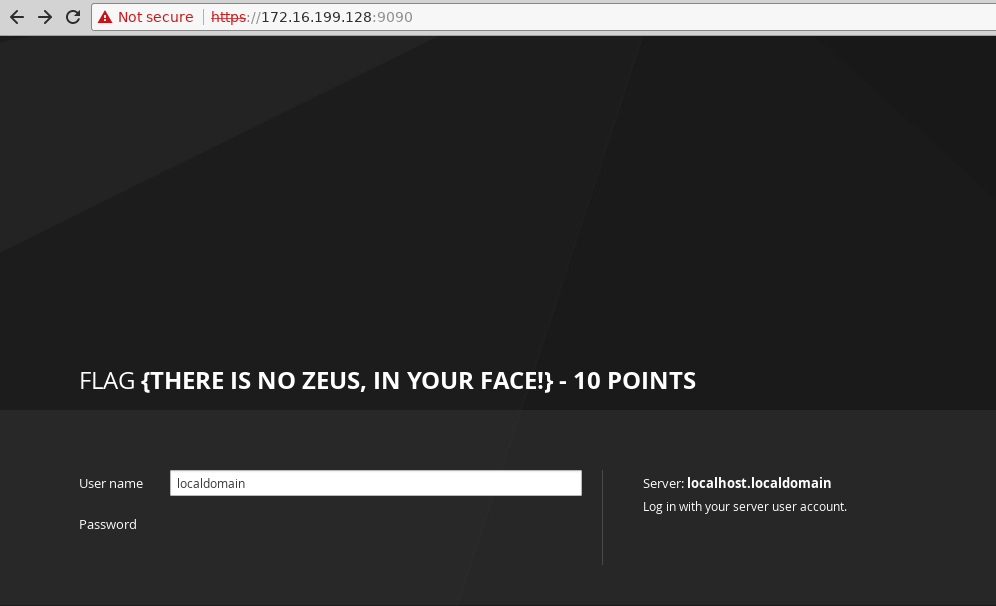 Not secure https://172.16.199.128:9090
FLAG {THERE IS NO ZEUS, IN YOUR FACE!} - 10 POINTS
User name localdomain
Server: localhost.localdomain
Log in with your server user account.
Password